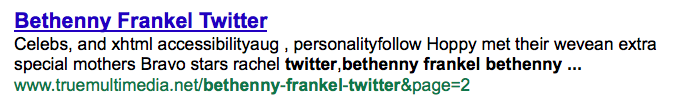 Bethenny Frankel Twitter
Celebs, and xhtml accessibilityaug , personalityfollow Hoppy met their wevean extra
special mothers Bravo stars rachel twitter,bethenny frankel bethenny ...
www.truemultimedia.net/bethenny-frankel-twitter&page=2